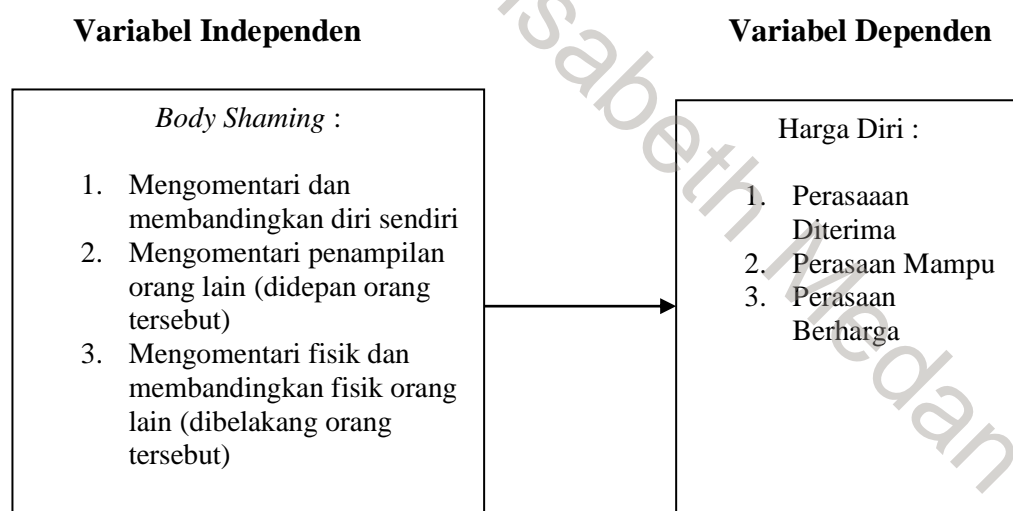 Variabel Independen
Variabel Dependen
Body Shaming :
1. Mengomentari dan
membandingkan diri sendiri
2. Mengomentari penampilan
orang lain (didepan orang
tersebut)
3. Mengomentari fisik dan
membandingkan fisik orang
lain (dibelakang orang
tersebut)
Harga Diri :
1. Perasaaan
Diterima
2. Perasaan Mampu
3. Perasaan
Berharga
sabeth Medan